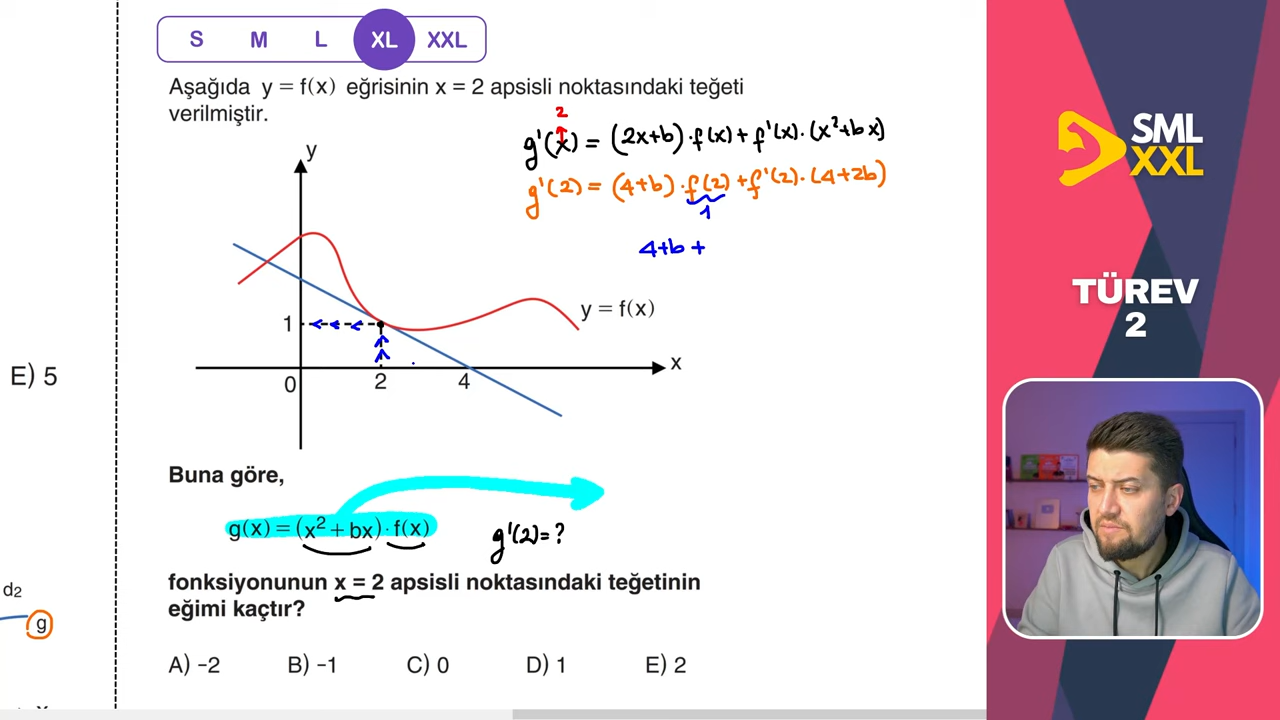 S M L XL XXL
Aşağıda y = f(x) eğrisinin x = 2 apsisli noktasındaki teğeti
verilmiştir.
2
g'(x) = (2x+b)·f(x)+f'(x)·(x²+bx)
g'(2) = (4+b)·f(2)+f'(2)·(4+2b)
1
4+b+
y
y = f(x)
1
x
0 2 4
E) 5
Buna göre,
g(x) = (x² + bx) · f(x)
g'(2)=?
fonksiyonunun x = 2 apsisli noktasındaki teğetinin
eğimi kaçtır?
A) –2 B) –1 C) 0 D) 1 E) 2
d₂
g
SML
XXL
TÜREV
2